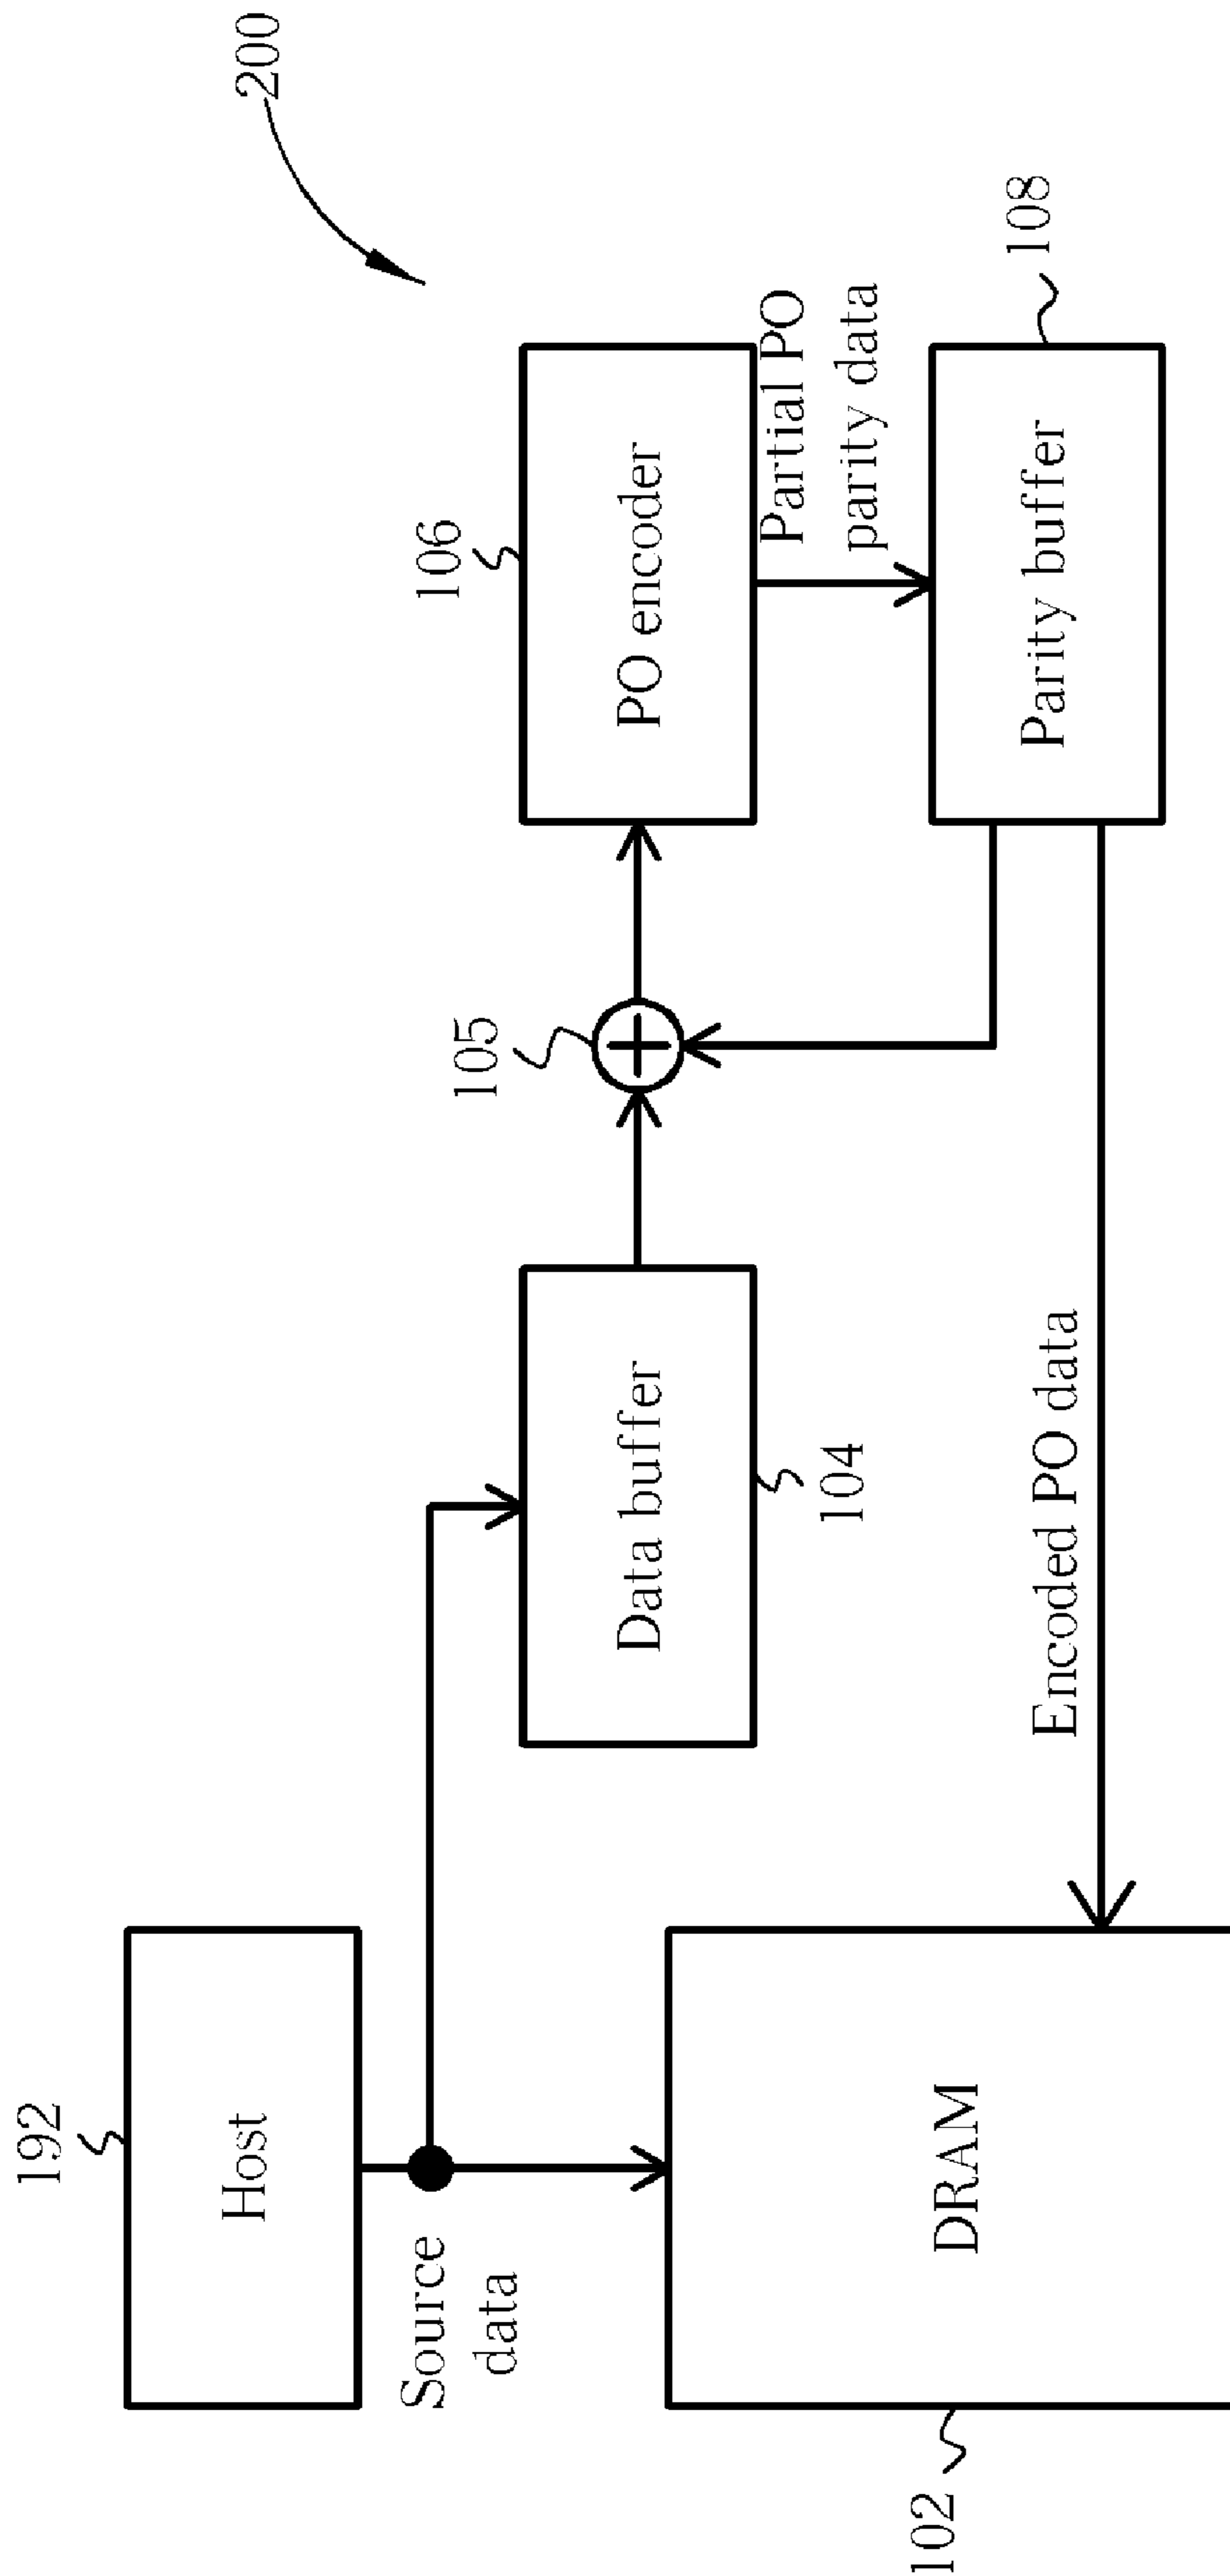 200
192
Host
Source
data
106
PO encoder
105
Data buffer
104
Partial PO
parity data
108
Parity buffer
Encoded PO data
DRAM
102